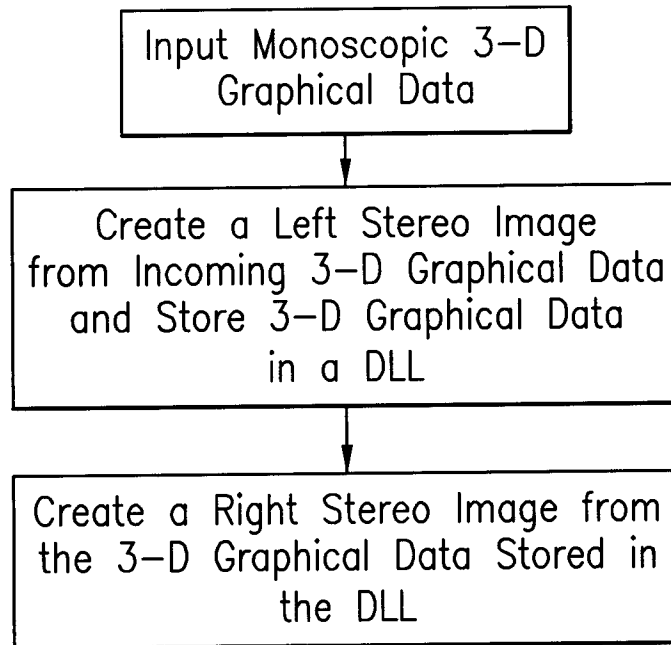 Input Monoscopic 3-D
Graphical Data
Create a Left Stereo Image
from Incoming 3-D Graphical Data
and Store 3-D Graphical Data
in a DLL
Create a Right Stereo Image from
the 3-D Graphical Data Stored in
the DLL